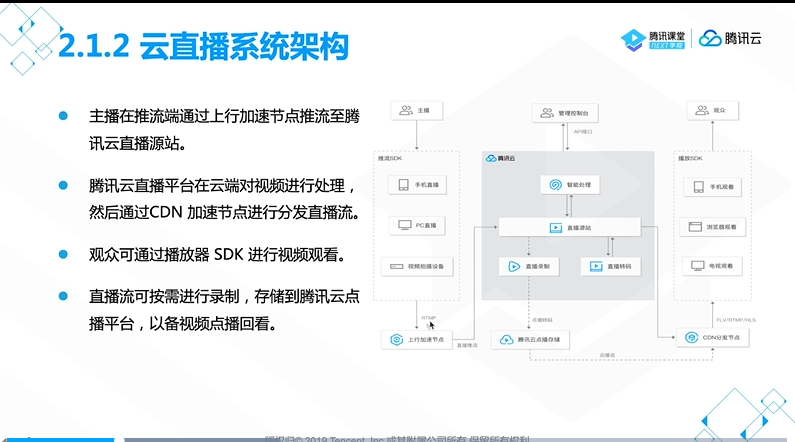 2.1.2 云直播系统架构
腾讯课堂
NEXT学院
腾讯云
主播在推流端通过上行加速节点推流至腾
讯云直播源站。
腾讯云直播平台在云端对视频进行处理，
然后通过CDN 加速节点进行分发直播流。
观众可通过播放器 SDK 进行视频观看。
直播流可按需进行录制，存储到腾讯云点
播平台，以备视频点播回看。
主播
管理控制台
观众
API接口
推流SDK
腾讯云
播放SDK
手机直播
智能处理
手机观看
PC直播
直播源站
浏览器观看
视频拍摄设备
直播录制
直播转码
电视观看
RTMP
点播转码
FLV/RTMP/HLS
上行加速节点
直播推流
腾讯云点播存储
CDN分发节点
点播流
版权归© 2019 Tencent, Inc 或其附属公司所有 保留所有权利